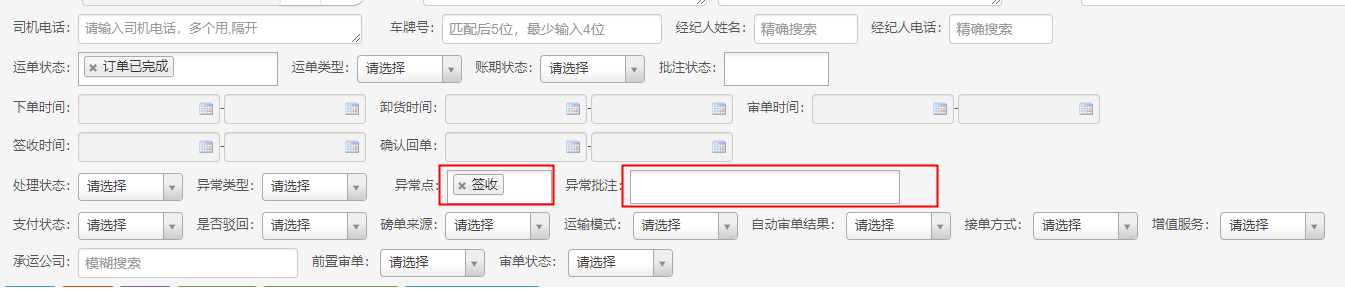 司机电话: 请输入司机电话，多个用,隔开 车牌号: 匹配后5位，最少输入4位 经纪人姓名: 精确搜索 经纪人电话: 精确搜索
运单状态: × 订单已完成 运单类型: 请选择 账期状态: 请选择 批注状态:
下单时间: - 卸货时间: - 审单时间: -
签收时间: - 确认回单: -
处理状态: 请选择 异常类型: 请选择 异常点: × 签收 异常批注:
支付状态: 请选择 是否驳回: 请选择 磅单来源: 请选择 运输模式: 请选择 自动审单结果: 请选择 接单方式: 请选择 增值服务: 请选择
承运公司: 模糊搜索 前置审单: 请选择 审单状态: 请选择